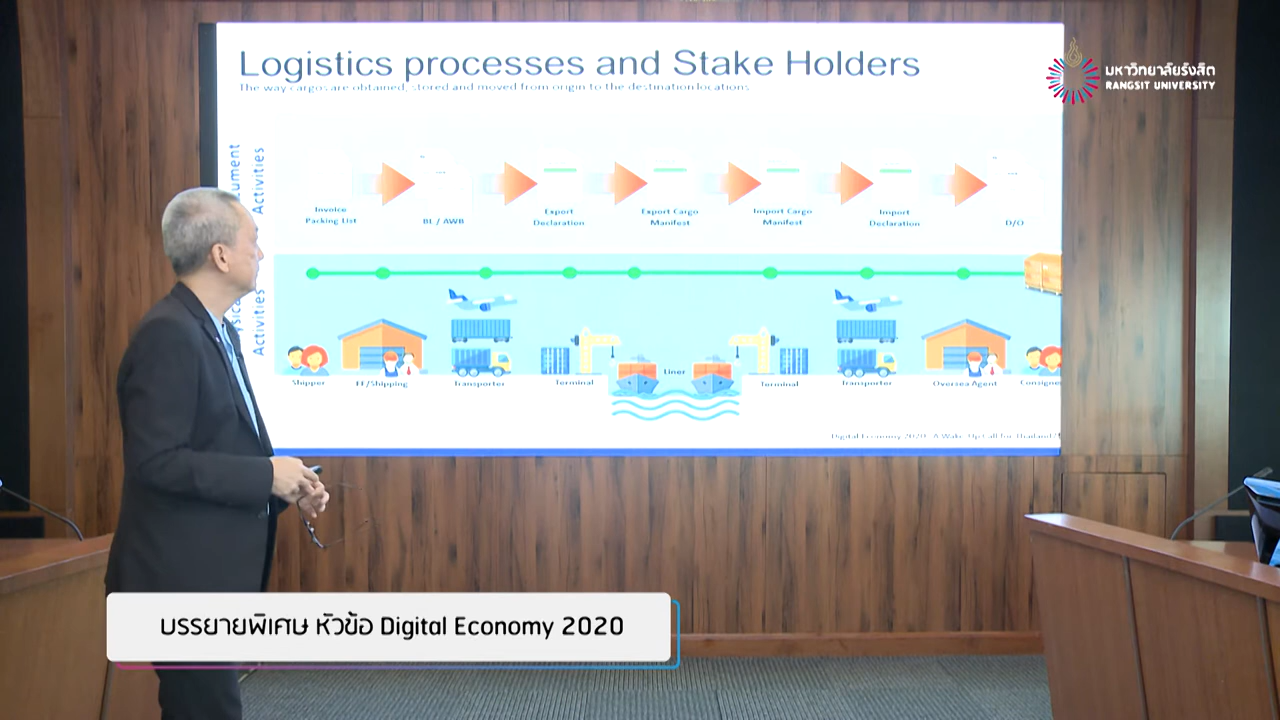 Logistics processes and Stake Holders
The way cargos are obtained, stored and moved from origin to the destination locations
มหาวิทยาลัยรังสิต
RANGSIT UNIVERSITY
Activities
Invoice
Packing List
BL / AWB
Export
Declaration
Export Cargo
Manifest
Import Cargo
Manifest
Import
Declaration
D/O
Activities
Shipper
FF/Shipping
Transporter
Terminal
Liner
Terminal
Transporter
Oversea Agent
Consignee
Digital Economy 2020 : A Wake Up Call for Thailand
บรรยายพิเศษ หัวข้อ Digital Economy 2020